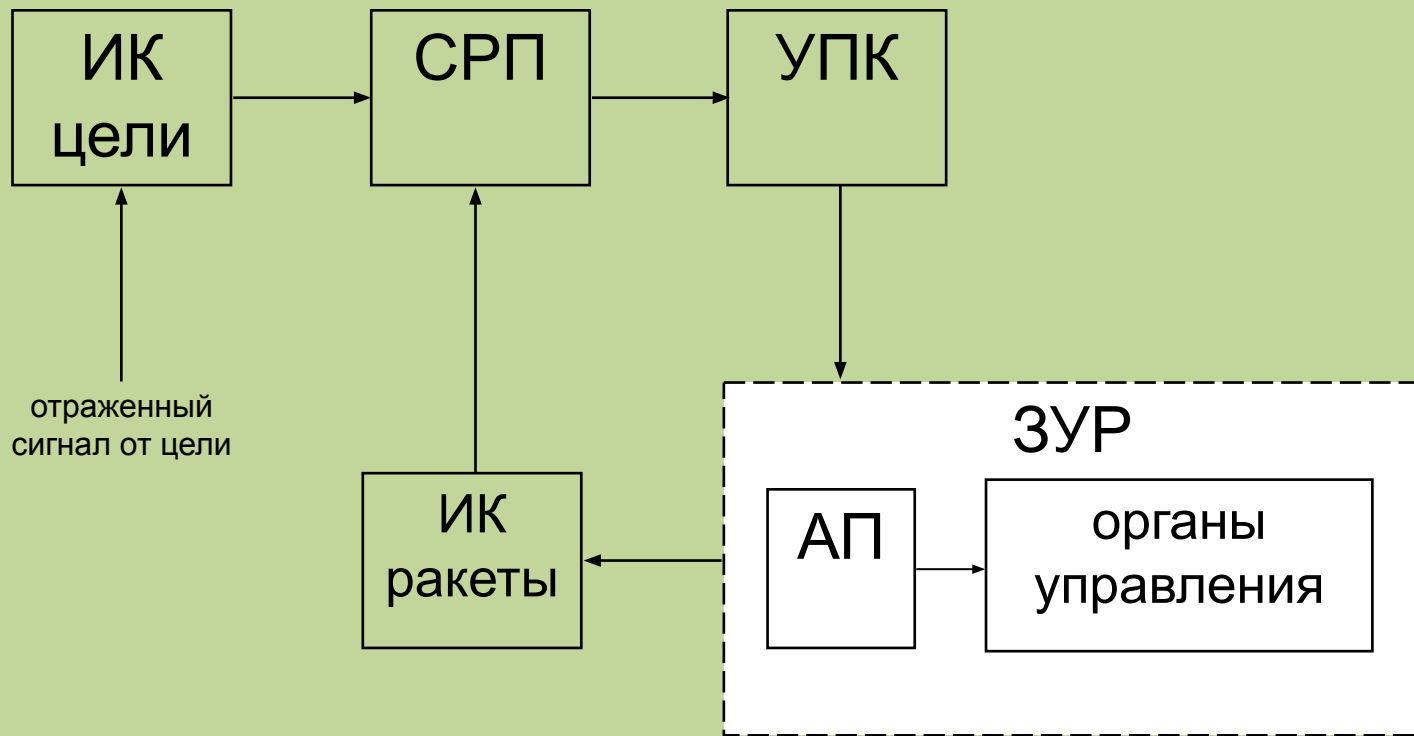 ИК
цели
СРП
УПК
отраженный
сигнал от цели
ЗУР
ИК
ракеты
АП
органы
управления